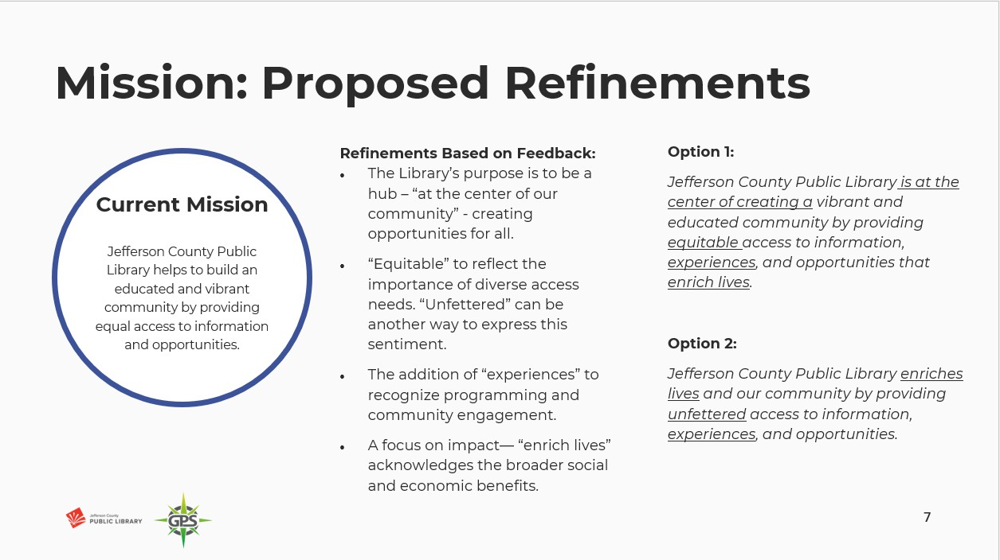 Mission: Proposed Refinements
Current Mission
Jefferson County Public
Library helps to build an
educated and vibrant
community by providing
equal access to information
and opportunities.
Refinements Based on Feedback:
• The Library’s purpose is to be a
hub – “at the center of our
community” - creating
opportunities for all.
• “Equitable” to reflect the
importance of diverse access
needs. “Unfettered” can be
another way to express this
sentiment.
• The addition of “experiences” to
recognize programming and
community engagement.
• A focus on impact— “enrich lives”
acknowledges the broader social
and economic benefits.
Option 1:
Jefferson County Public Library is at the
center of creating a vibrant and
educated community by providing
equitable access to information,
experiences, and opportunities that
enrich lives.
Option 2:
Jefferson County Public Library enriches
lives and our community by providing
unfettered access to information,
experiences, and opportunities.
Jefferson County
PUBLIC LIBRARY
GPS
7